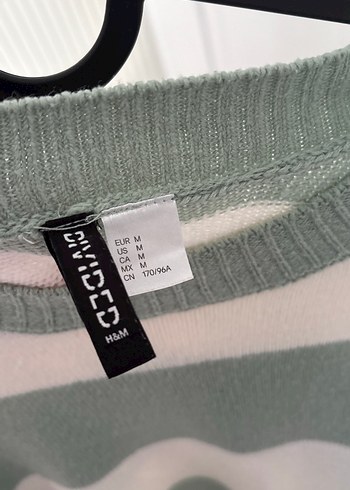 DIVIDED
H&M
EUR M
US M
CA M
MX M
CN 170/96A